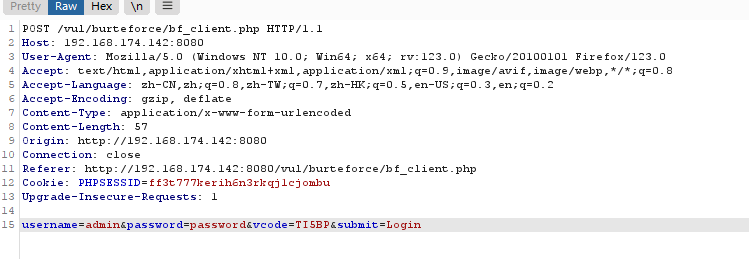 Pretty Raw Hex \n ≡
1 POST /vul/burteforce/bf_client.php HTTP/1.1
2 Host: 192.168.174.142:8080
3 User-Agent: Mozilla/5.0 (Windows NT 10.0; Win64; x64; rv:123.0) Gecko/20100101 Firefox/123.0
4 Accept: text/html,application/xhtml+xml,application/xml;q=0.9,image/avif,image/webp,*/*;q=0.8
5 Accept-Language: zh-CN,zh;q=0.8,zh-TW;q=0.7,zh-HK;q=0.5,en-US;q=0.3,en;q=0.2
6 Accept-Encoding: gzip, deflate
7 Content-Type: application/x-www-form-urlencoded
8 Content-Length: 57
9 Origin: http://192.168.174.142:8080
10 Connection: close
11 Referer: http://192.168.174.142:8080/vul/burteforce/bf_client.php
12 Cookie: PHPSESSID=ff3t777kerih6n3rkqjlcjombu
13 Upgrade-Insecure-Requests: 1
14
15 username=admin&password=password&vcode=TI5BP&submit=Login